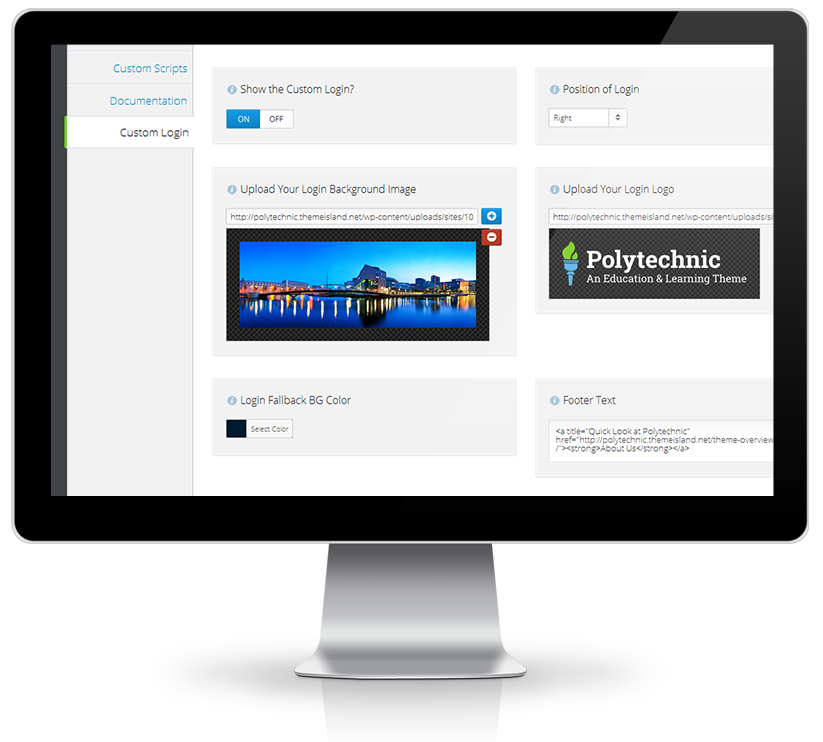 Custom Scripts
Documentation
Custom Login
Show the Custom Login?
ON OFF
Position of Login
Right
Upload Your Login Background Image
http://polytechnic.themeisland.net/wp-content/uploads/sites/10
Upload Your Login Logo
http://polytechnic.themeisland.net/wp-content/uploads/si
Polytechnic
An Education & Learning Theme
Login Fallback BG Color
Select Color
Footer Text
<a title="Quick Look at Polytechnic"
href="http://polytechnic.themeisland.net/theme-overview
/"><strong>About Us</strong></a>